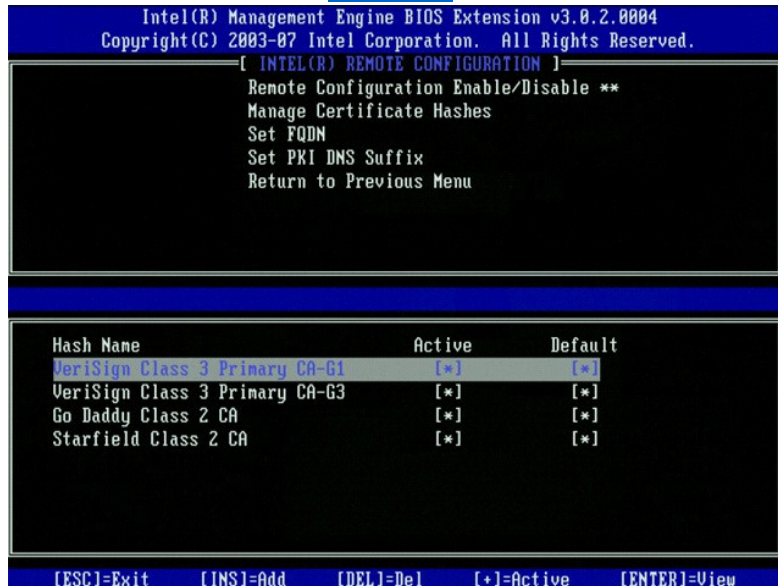 Intel(R) Management Engine BIOS Extension v3.0.2.0004
Copyright(C) 2003-07 Intel Corporation. All Rights Reserved.
[ INTEL(R) REMOTE CONFIGURATION ]
Remote Configuration Enable/Disable **
Manage Certificate Hashes
Set FQDN
Set PKI DNS Suffix
Return to Previous Menu
Hash Name Active Default
VeriSign Class 3 Primary CA-G1 [*] [*]
VeriSign Class 3 Primary CA-G3 [*] [*]
Go Daddy Class 2 CA [*] [*]
Starfield Class 2 CA [*] [*]
[ESC]=Exit [INS]=Add [DEL]=Del [+]=Active [ENTER]=View